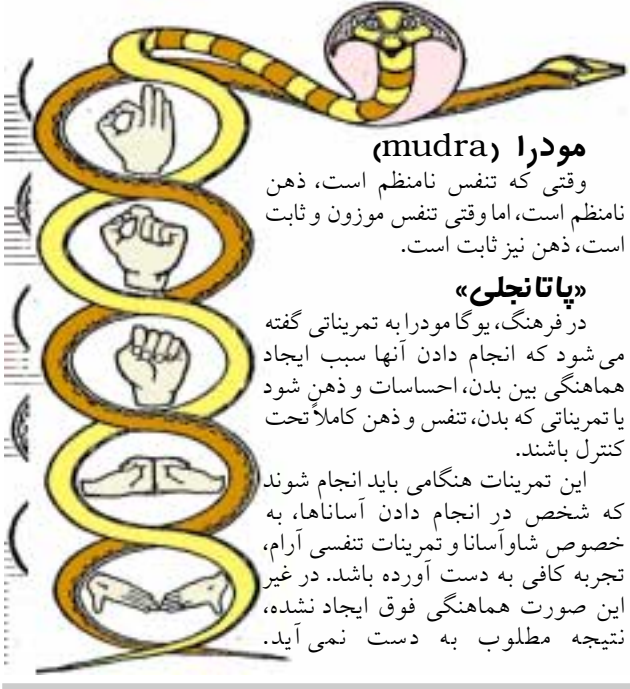 مودرا (mudra)
وقتی که تنفس نامنظم است، ذهن
نامنظم است، اما وقتی تنفس موزون و ثابت
است، ذهن نیز ثابت است.
«پاتانجلی»
در فرهنگ، یوگا مودرا به تمریناتی گفته
می شود که انجام دادن آنها سبب ایجاد
هماهنگی بین بدن، احساسات و ذهن شود
یا تمریناتی که بدن، تنفس و ذهن کاملاً تحت
کنترل باشند.
این تمرینات هنگامی باید انجام شوند
که شخص در انجام دادن آساناها، به
خصوص شاوآسانا و تمرینات تنفسی آرام،
تجربه کافی به دست آورده باشد. در غیر
این صورت هماهنگی فوق ایجاد نشده،
نتیجه مطلوب به دست نمی آید.